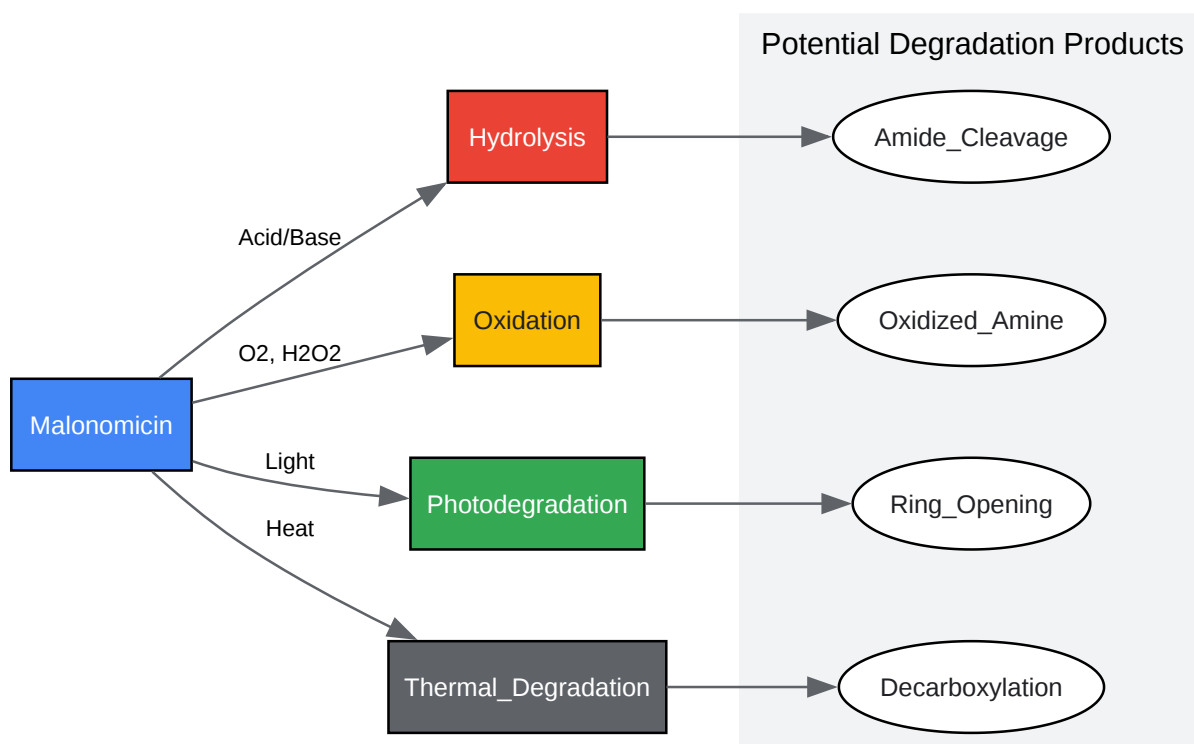 Potential Degradation Products
Hydrolysis
Amide_Cleavage
Acid/Base
Oxidation
Oxidized_Amine
O2, H2O2
Malonomicin
Light
Photodegradation
Ring_Opening
Heat
Thermal_Degradation
Decarboxylation